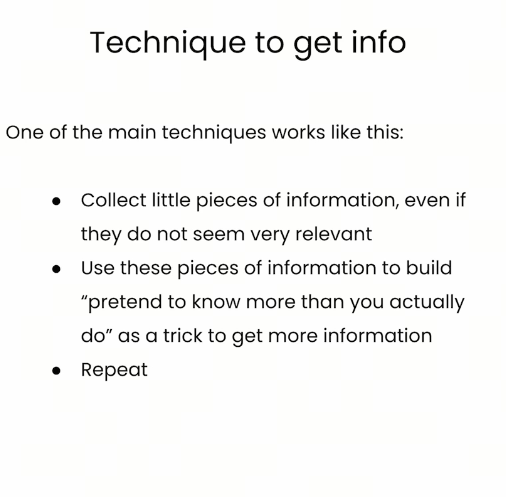 Technique to get info
One of the main techniques works like this:
● Collect little pieces of information, even if
they do not seem very relevant
● Use these pieces of information to build
“pretend to know more than you actually
do” as a trick to get more information
● Repeat